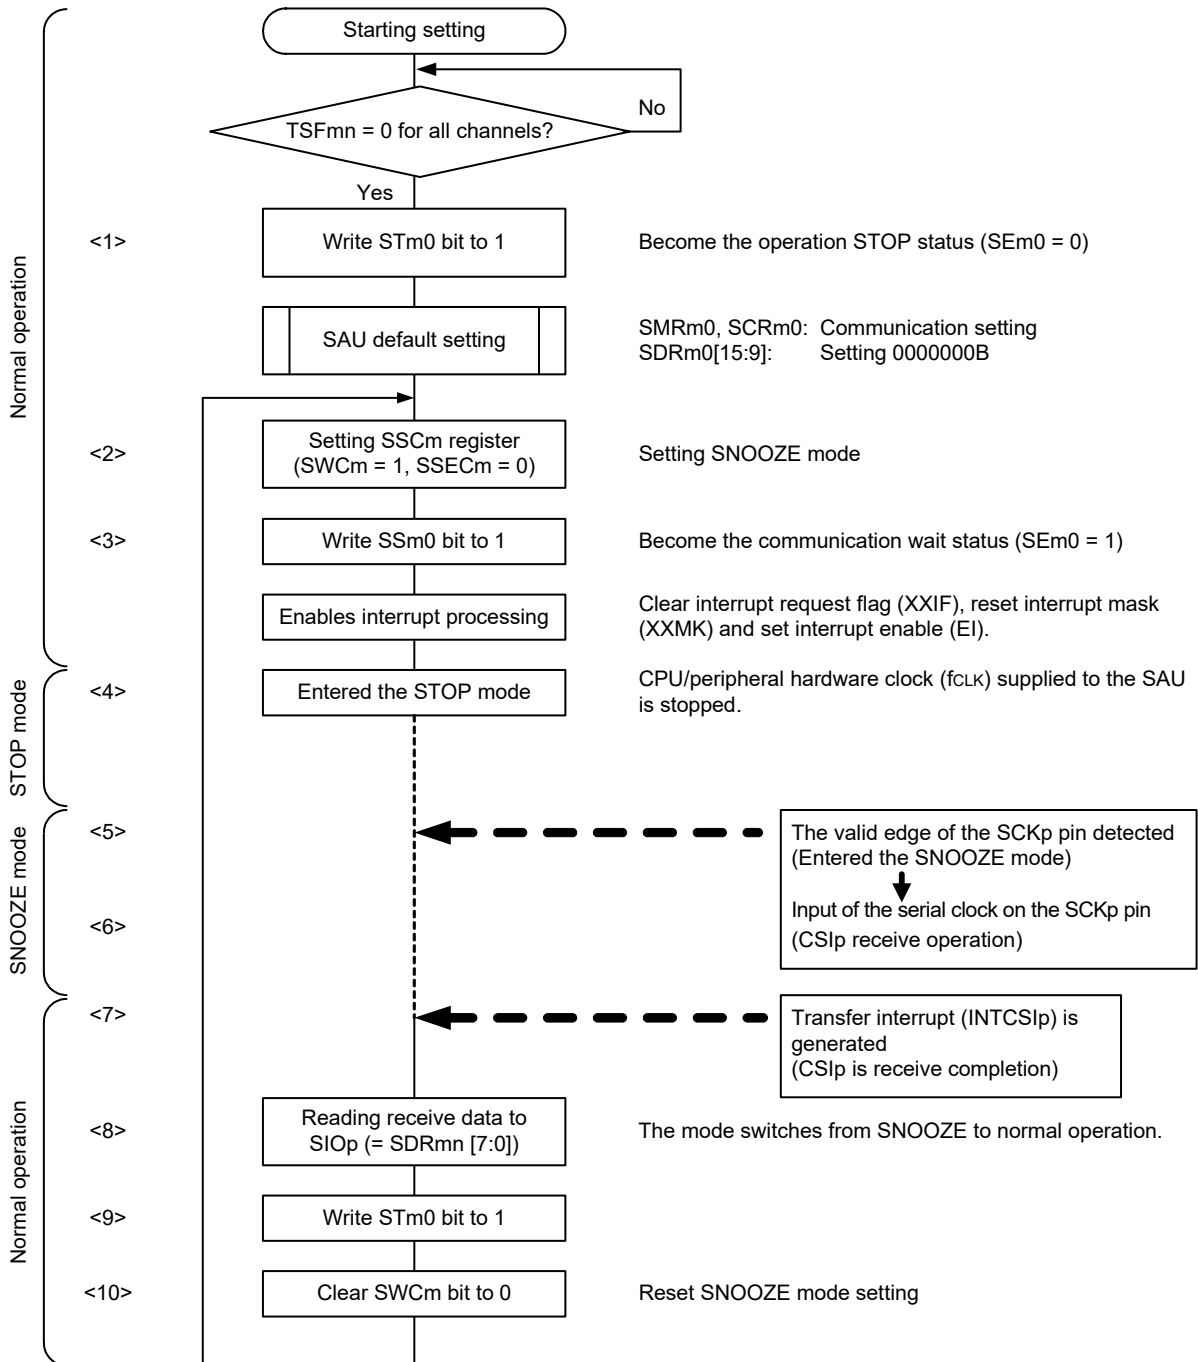 Starting setting
No
TSFmn = 0 for all channels?
Yes
Normal operation
<1>
Write STm0 bit to 1
Become the operation STOP status (SEm0 = 0)
SAU default setting
SMRm0, SCRm0: Communication setting
SDRm0[15:9]: Setting 0000000B
<2>
Setting SSCm register
(SWCm = 1, SSECm = 0)
Setting SNOOZE mode
<3>
Write SSm0 bit to 1
Become the communication wait status (SEm0 = 1)
Enables interrupt processing
Clear interrupt request flag (XXIF), reset interrupt mask
(XXMK) and set interrupt enable (EI).
STOP mode
<4>
Entered the STOP mode
CPU/peripheral hardware clock (fCLK) supplied to the SAU
is stopped.
SNOOZE mode
<5>
The valid edge of the SCKp pin detected
(Entered the SNOOZE mode)
<6>
Input of the serial clock on the SCKp pin
(CSIp receive operation)
Normal operation
<7>
Transfer interrupt (INTCSIp) is
generated
(CSIp is receive completion)
<8>
Reading receive data to
SIOp (= SDRmn [7:0])
The mode switches from SNOOZE to normal operation.
<9>
Write STm0 bit to 1
<10>
Clear SWCm bit to 0
Reset SNOOZE mode setting